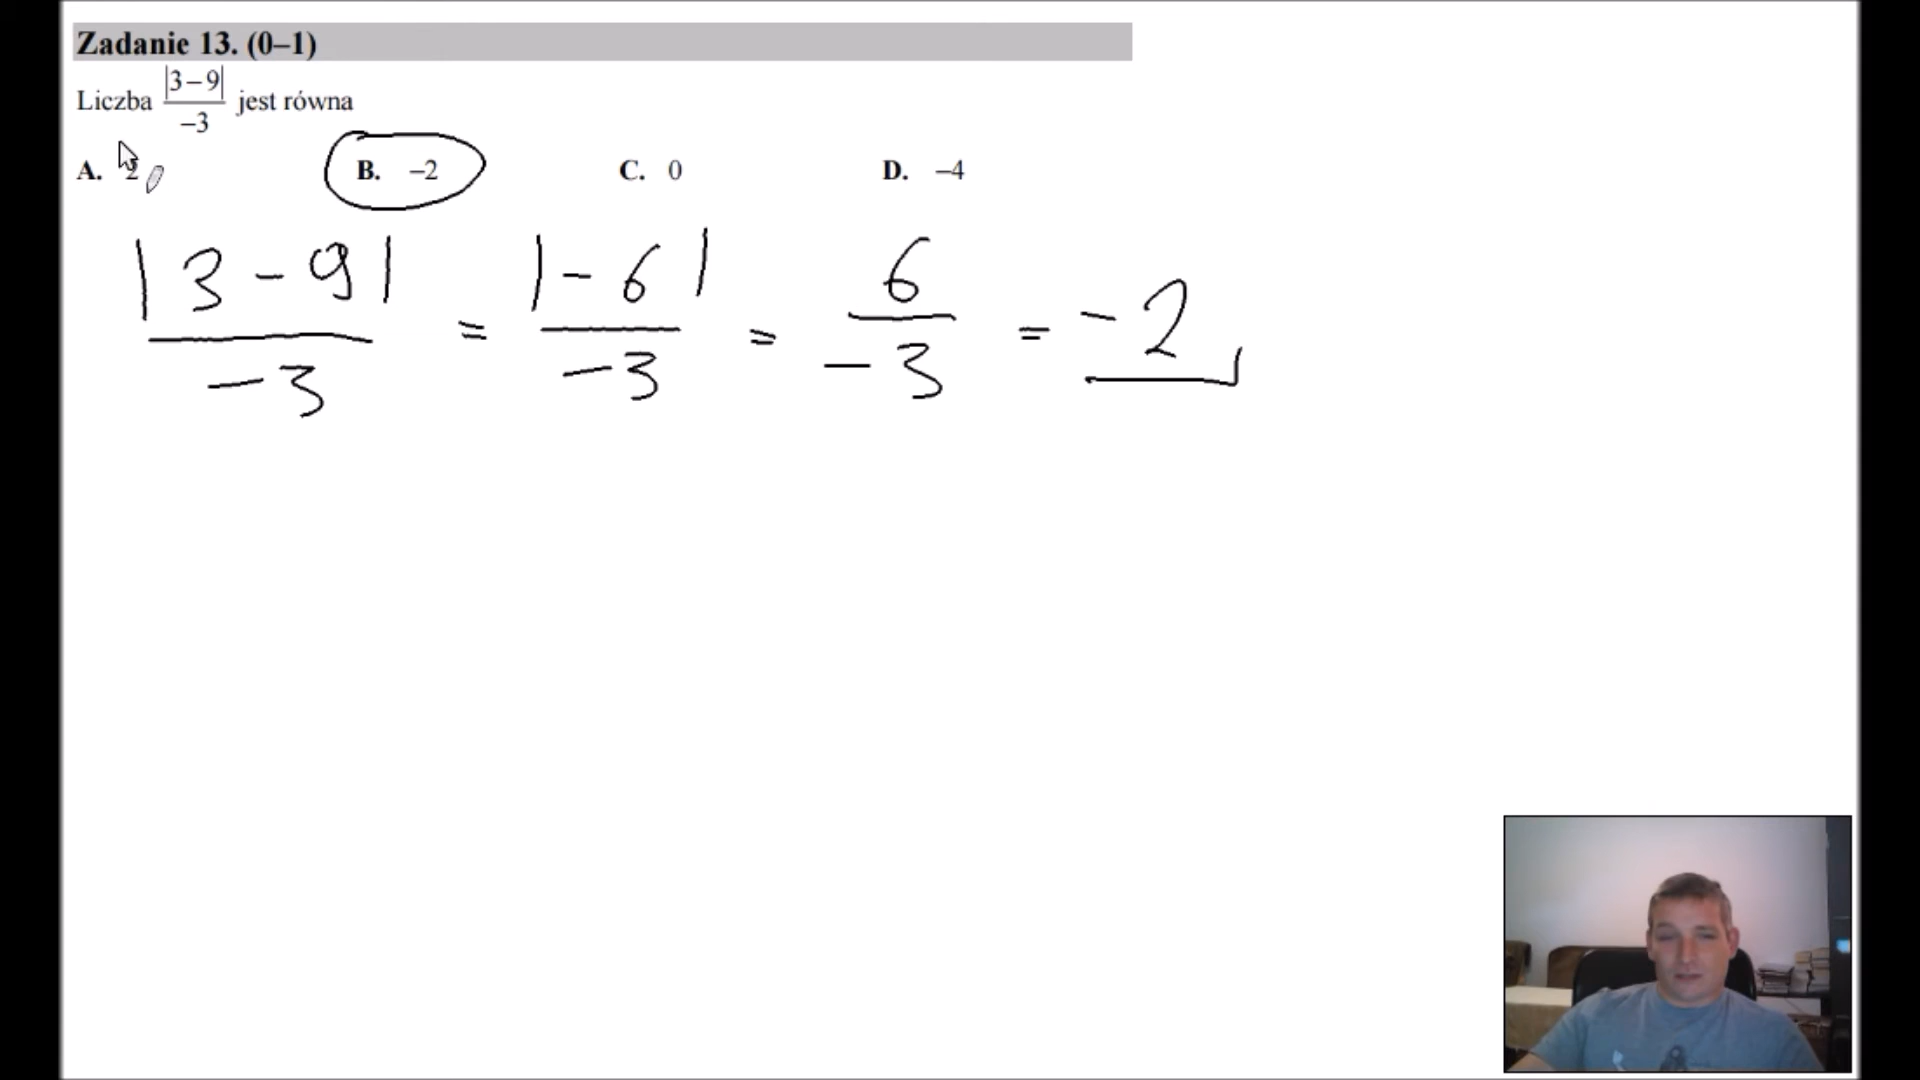 Zadanie 13. (0–1)
Liczba |3–9|/–3 jest równa
A. 2 B. –2 C. 0 D. –4
|3-9|/-3 = |-6|/-3 = 6/-3 = -2